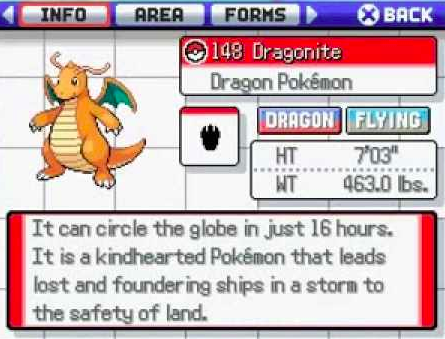 INFO AREA FORMS X BACK
148 Dragonite
Dragon Pokémon
DRAGON FLYING
HT 7'03"
WT 463.0 lbs.
It can circle the globe in just 16 hours.
It is a kindhearted Pokémon that leads
lost and foundering ships in a storm to
the safety of land.